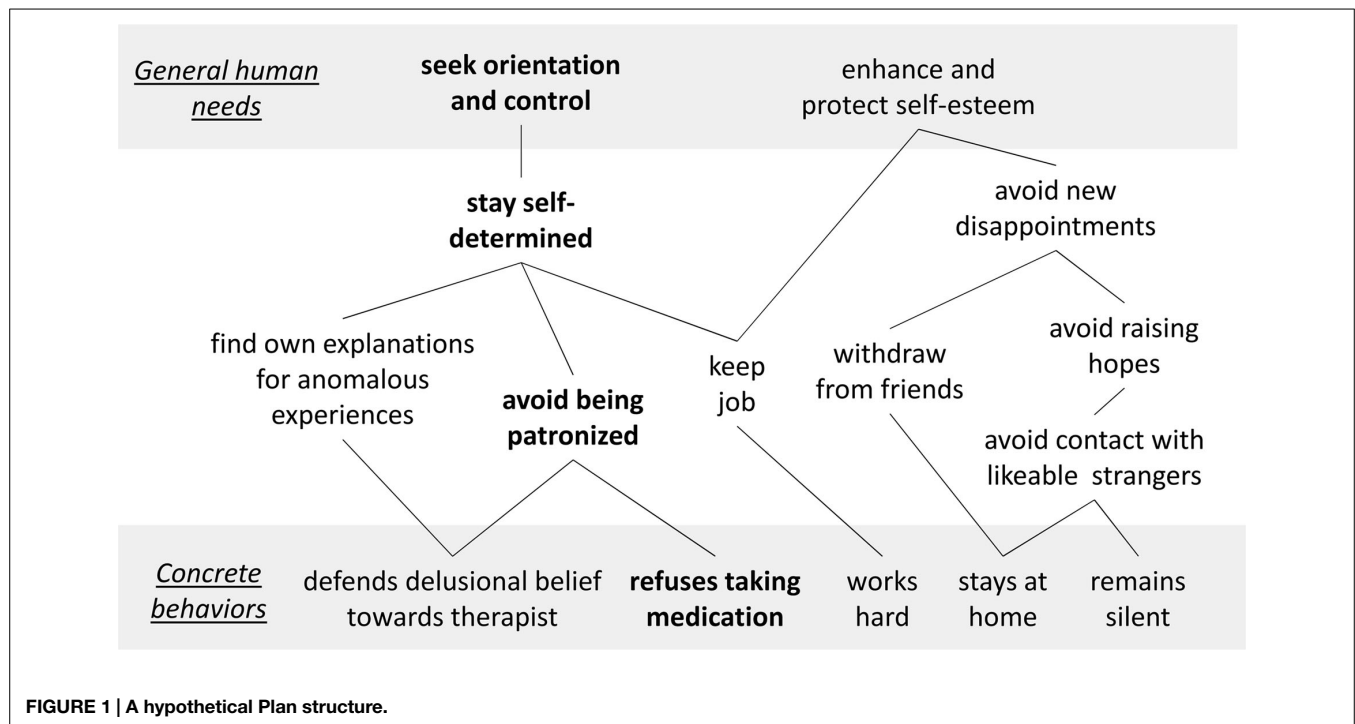 General human
needs
seek orientation
and control
enhance and
protect self-esteem
stay self-
determined
avoid new
disappointments
find own explanations
for anomalous
experiences
avoid being
patronized
keep
job
withdraw
from friends
avoid raising
hopes
avoid contact with
likeable strangers
Concrete
behaviors
defends delusional belief
towards therapist
refuses taking
medication
works
hard
stays at
home
remains
silent
FIGURE 1 | A hypothetical Plan structure.